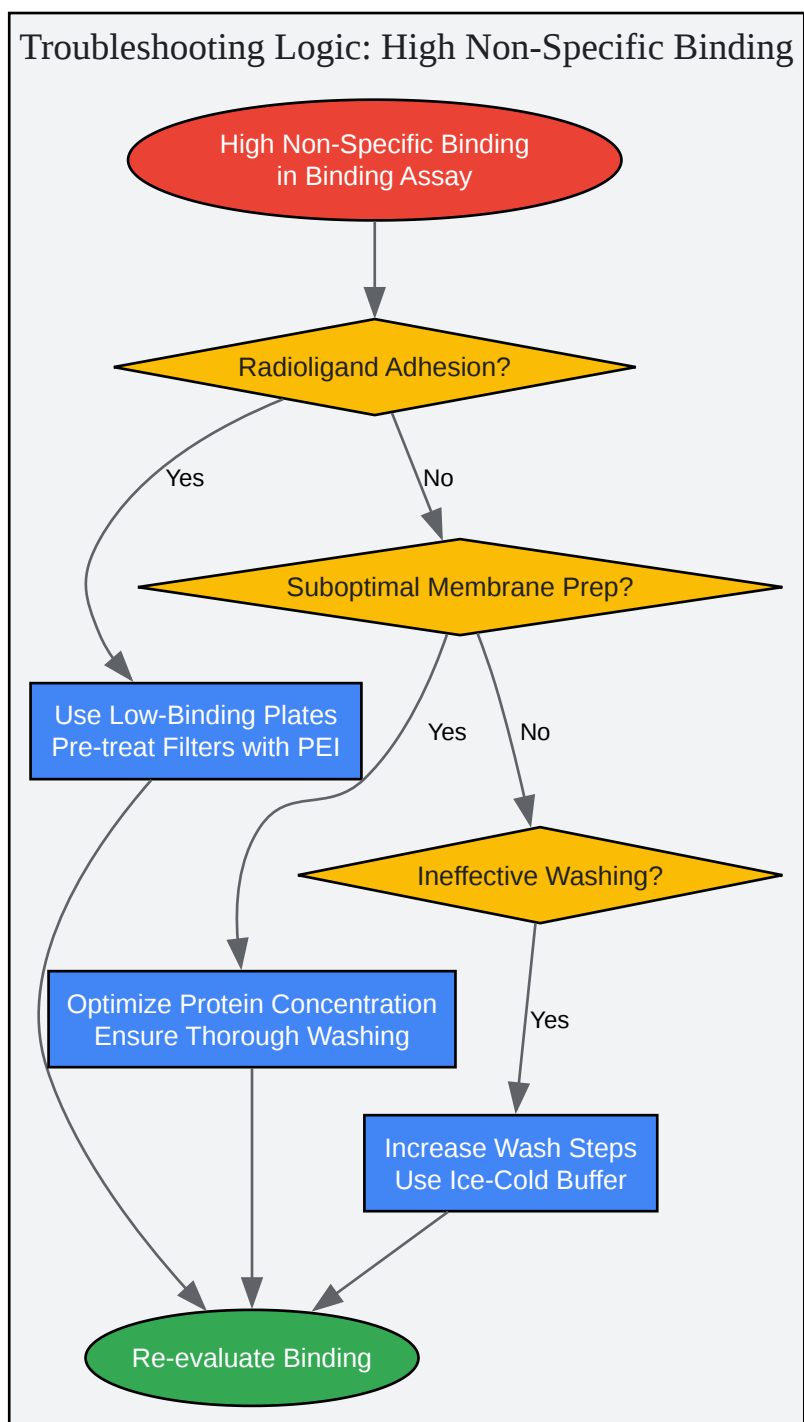 Troubleshooting Logic: High Non-Specific Binding
High Non-Specific Binding
in Binding Assay
Radioligand Adhesion?
Yes
No
Suboptimal Membrane Prep?
Use Low-Binding Plates
Pre-treat Filters with PEI
Yes
No
Ineffective Washing?
Optimize Protein Concentration
Ensure Thorough Washing
Yes
Increase Wash Steps
Use Ice-Cold Buffer
Re-evaluate Binding